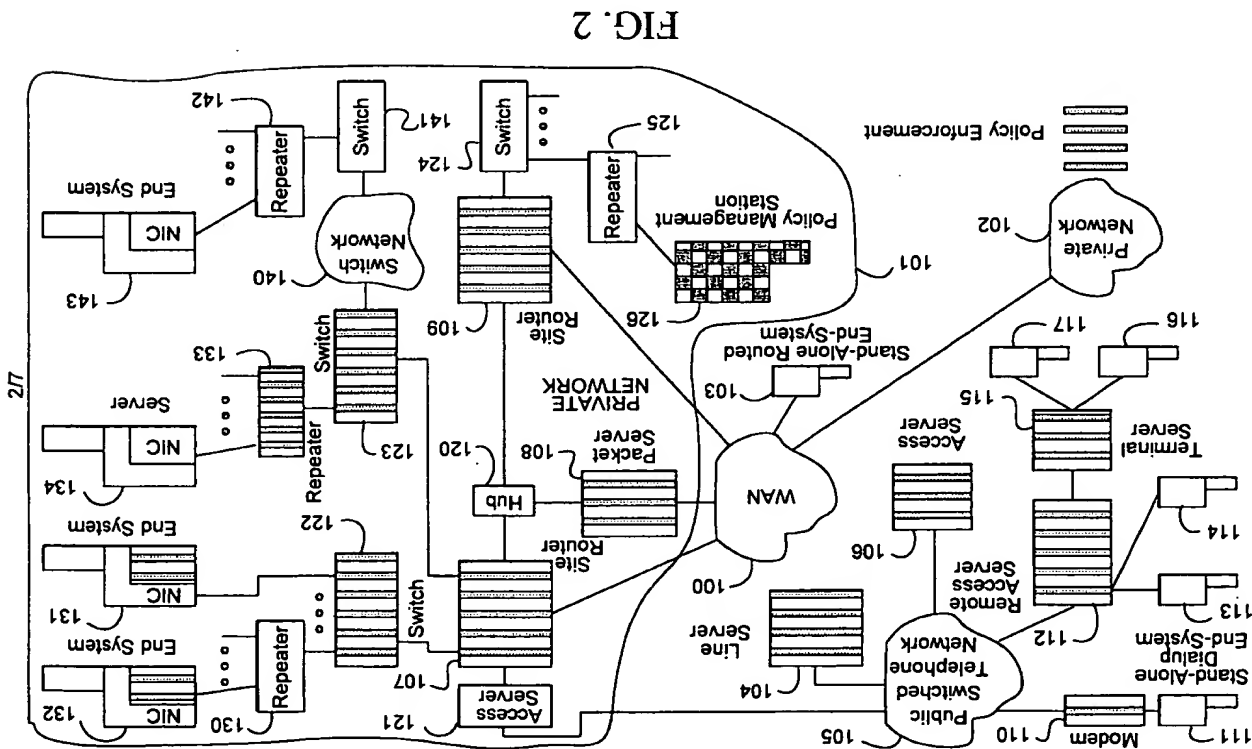 111
Modem
110
105
Stand-Alone
Dialup
End-System
Public
Switched
Telephone
Network
104
Line
Server
113
112
Remote
Access
Server
114
106
Access
Server
Terminal
Server
115
116
117
100
WAN
103
Stand-Alone Routed
End-System
Private
Network
102
Policy Enforcement
121
Access
Server
107
Site
Router
Packet
Server
108
Hub
120
PRIVATE
NETWORK
Site
Router
109
126
Policy Management
Station
101
Repeater
125
Switch
124
130
Repeater
132
NIC
End System
Switch
122
131
NIC
End System
123
Switch
Repeater
133
134
NIC
Server
140
Switch
Network
Switch
141
Repeater
142
143
NIC
End System
2/7
FIG. 2